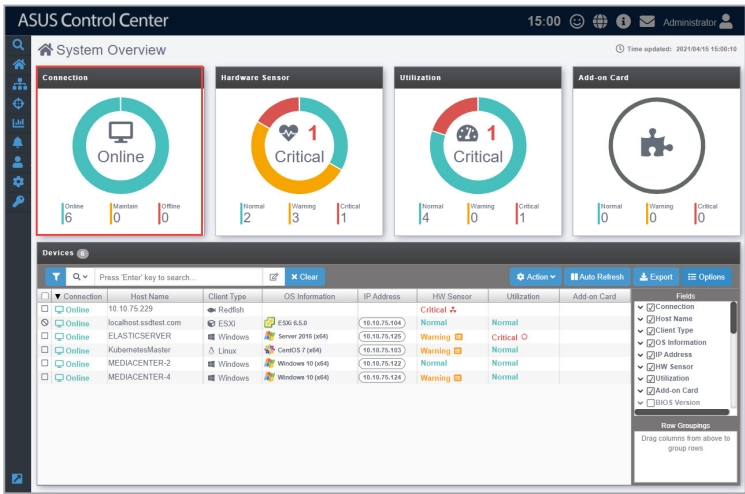 ASUS Control Center
15:00
Administrator
System Overview
Time updated: 2021/04/15 15:00:10
Connection
Online
Online 6
Maintain 0
Offline 0
Hardware Sensor
1
Critical
Normal 2
Warning 3
Critical 1
Utilization
1
Critical
Normal 4
Warning 0
Critical 1
Add-on Card
Normal 0
Warning 0
Critical 0
Devices 6
Press 'Enter' key to search...
Clear
Action
Auto Refresh
Export
Options
Connection Host Name Client Type OS Information IP Address HW Sensor Utilization Add-on Card
Online 10.10.75.229 Redfish Critical
Online localhost.ssdtest.com ESXi ESXi 6.5.0 10.10.75.104 Normal Normal
Online ELASTICSERVER Windows Server 2016 (x64) 10.10.75.125 Warning Critical
Online KubernetesMaster Linux CentOS 7 (x64) 10.10.75.103 Warning Normal
Online MEDIACENTER-2 Windows Windows 10 (x64) 10.10.75.122 Normal Normal
Online MEDIACENTER-4 Windows Windows 10 (x64) 10.10.75.124 Warning Normal
Fields
Connection
Host Name
Client Type
OS Information
IP Address
HW Sensor
Utilization
Add-on Card
BIOS Version
Row Groupings
Drag columns from above to
group rows